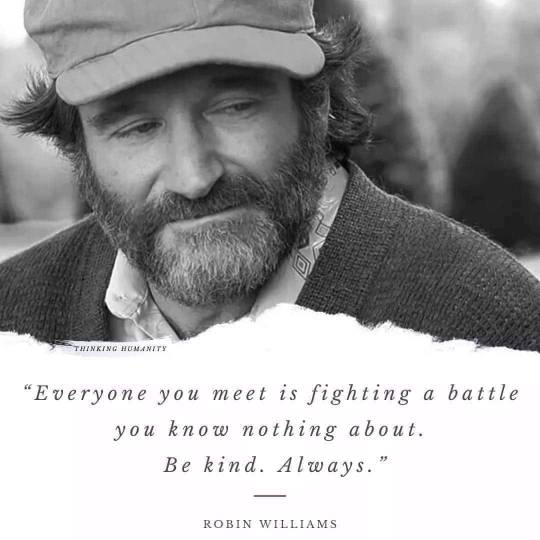 THINKING HUMANITY
“Everyone you meet is fighting a battle
you know nothing about.
Be kind. Always.”
ROBIN WILLIAMS